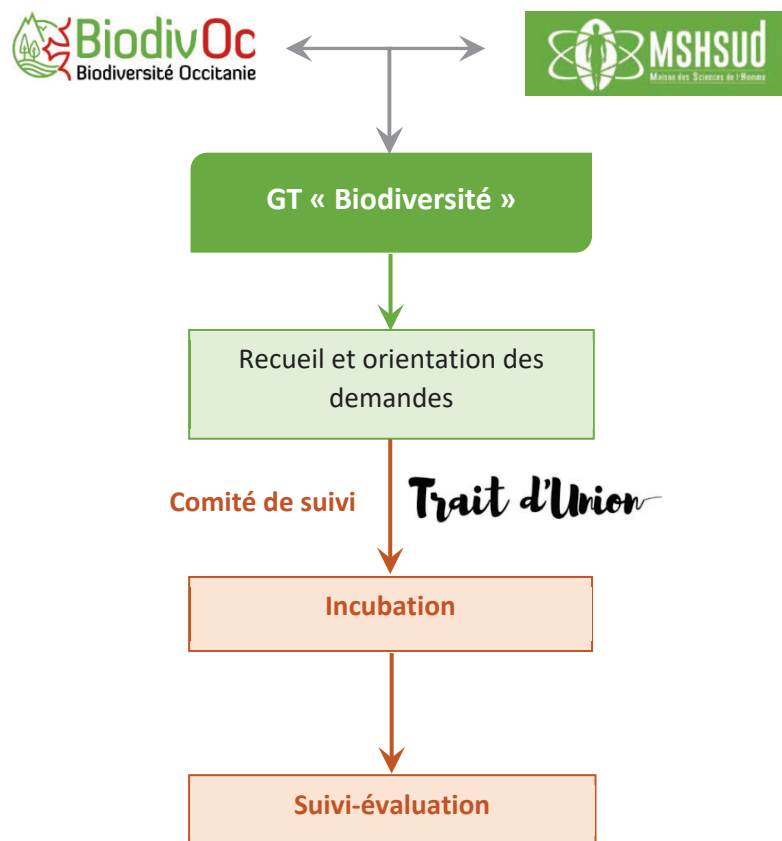 BiodivOc
Biodiversité Occitanie
MSHSUD
Maison des Sciences de l'Homme
GT « Biodiversité »
Recueil et orientation des
demandes
Comité de suivi
Trait d'Union
Incubation
Suivi-évaluation